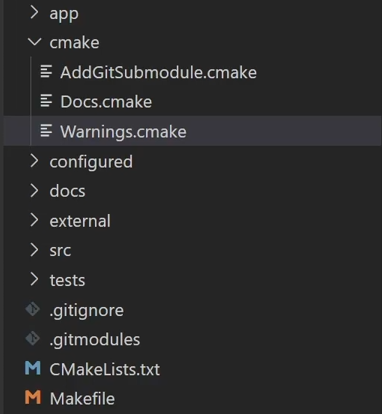 app
cmake
AddGitSubmodule.cmake
Docs.cmake
Warnings.cmake
configured
docs
external
src
tests
.gitignore
.gitmodules
CMakeLists.txt
Makefile